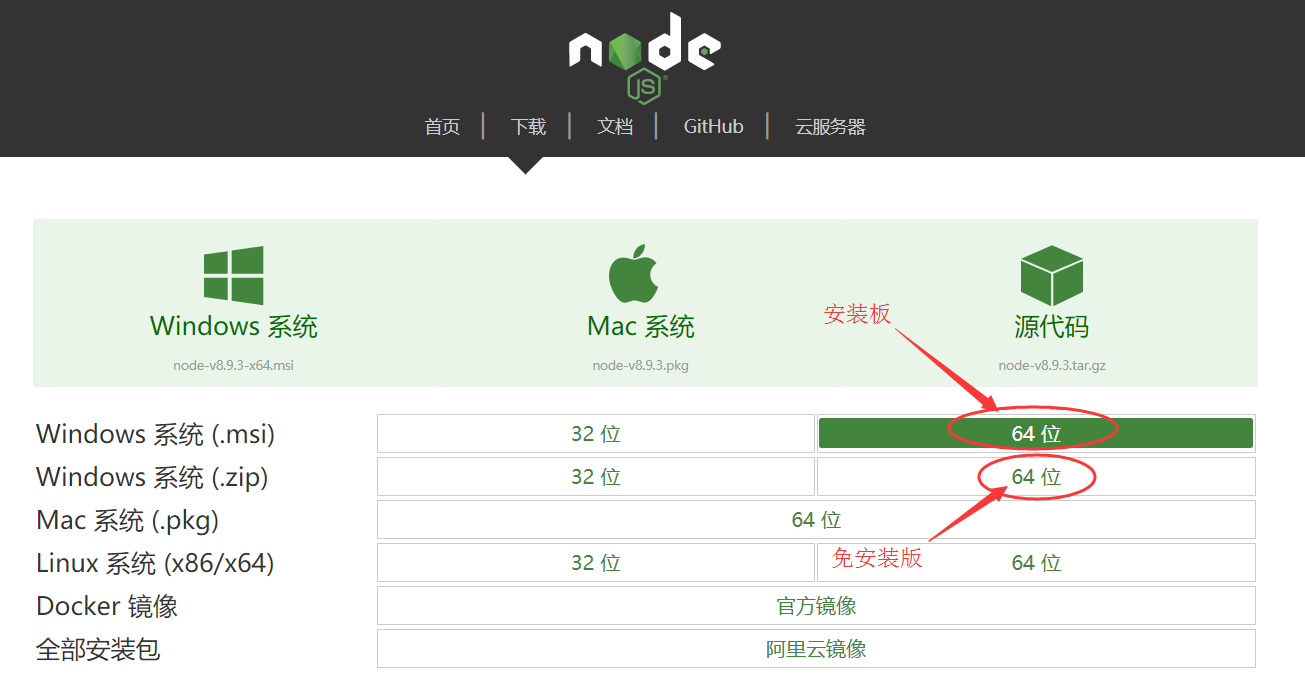 node
JS
首页 | 下载 | 文档 | GitHub | 云服务器
Windows 系统
node-v8.9.3-x64.msi
Mac 系统
node-v8.9.3.pkg
源代码
node-v8.9.3.tar.gz
安装板
Windows 系统 (.msi) 32 位 64 位
Windows 系统 (.zip) 32 位 64 位
Mac 系统 (.pkg) 64 位
免安装版
Linux 系统 (x86/x64) 32 位 64 位
Docker 镜像 官方镜像
全部安装包 阿里云镜像